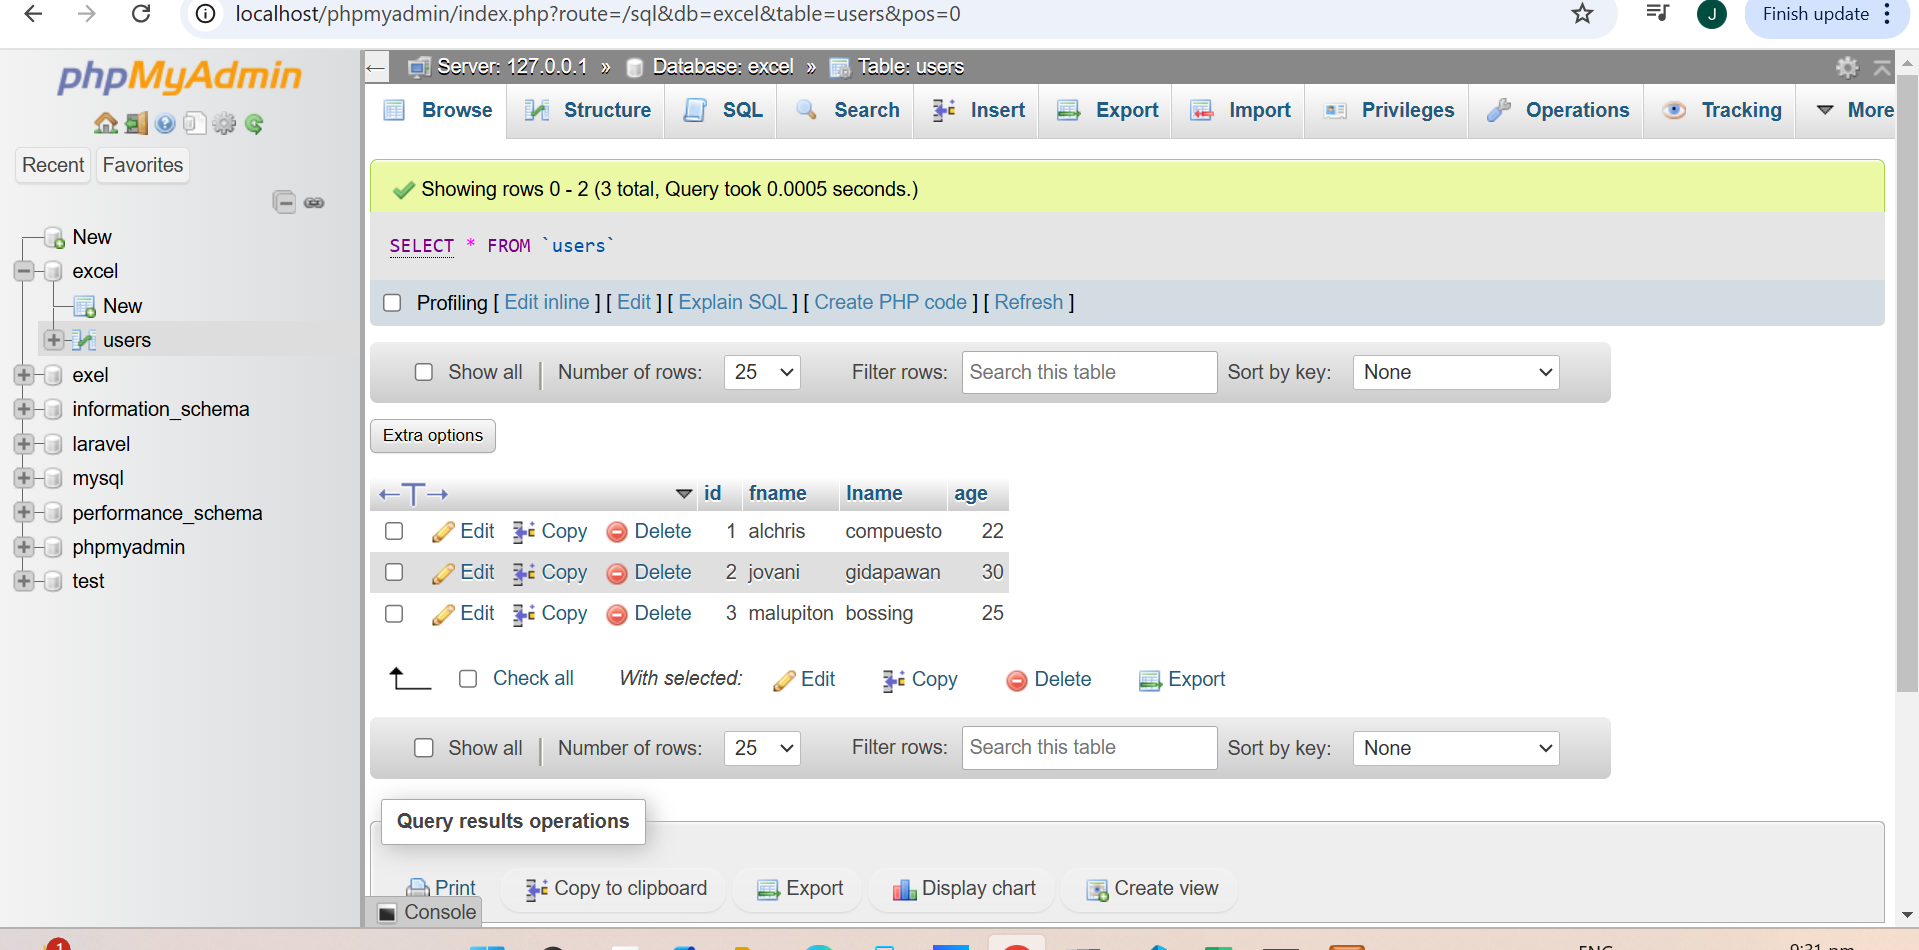 localhost/phpmyadmin/index.php?route=/sql&db=excel&table=users&pos=0
J
Finish update
phpMyAdmin
Recent Favorites
New
excel
New
users
exel
information_schema
laravel
mysql
performance_schema
phpmyadmin
test
Server: 127.0.0.1 » Database: excel » Table: users
Browse Structure SQL Search Insert Export Import Privileges Operations Tracking More
Showing rows 0 - 2 (3 total, Query took 0.0005 seconds.)
SELECT * FROM `users`
Profiling [ Edit inline ] [ Edit ] [ Explain SQL ] [ Create PHP code ] [ Refresh ]
Show all | Number of rows: 25 Filter rows: Search this table Sort by key: None
Extra options
←T→ id fname lname age
Edit Copy Delete 1 alchris compuesto 22
Edit Copy Delete 2 jovani gidapawan 30
Edit Copy Delete 3 malupiton bossing 25
Check all With selected: Edit Copy Delete Export
Show all | Number of rows: 25 Filter rows: Search this table Sort by key: None
Query results operations
Print Copy to clipboard Export Display chart Create view
Console
1